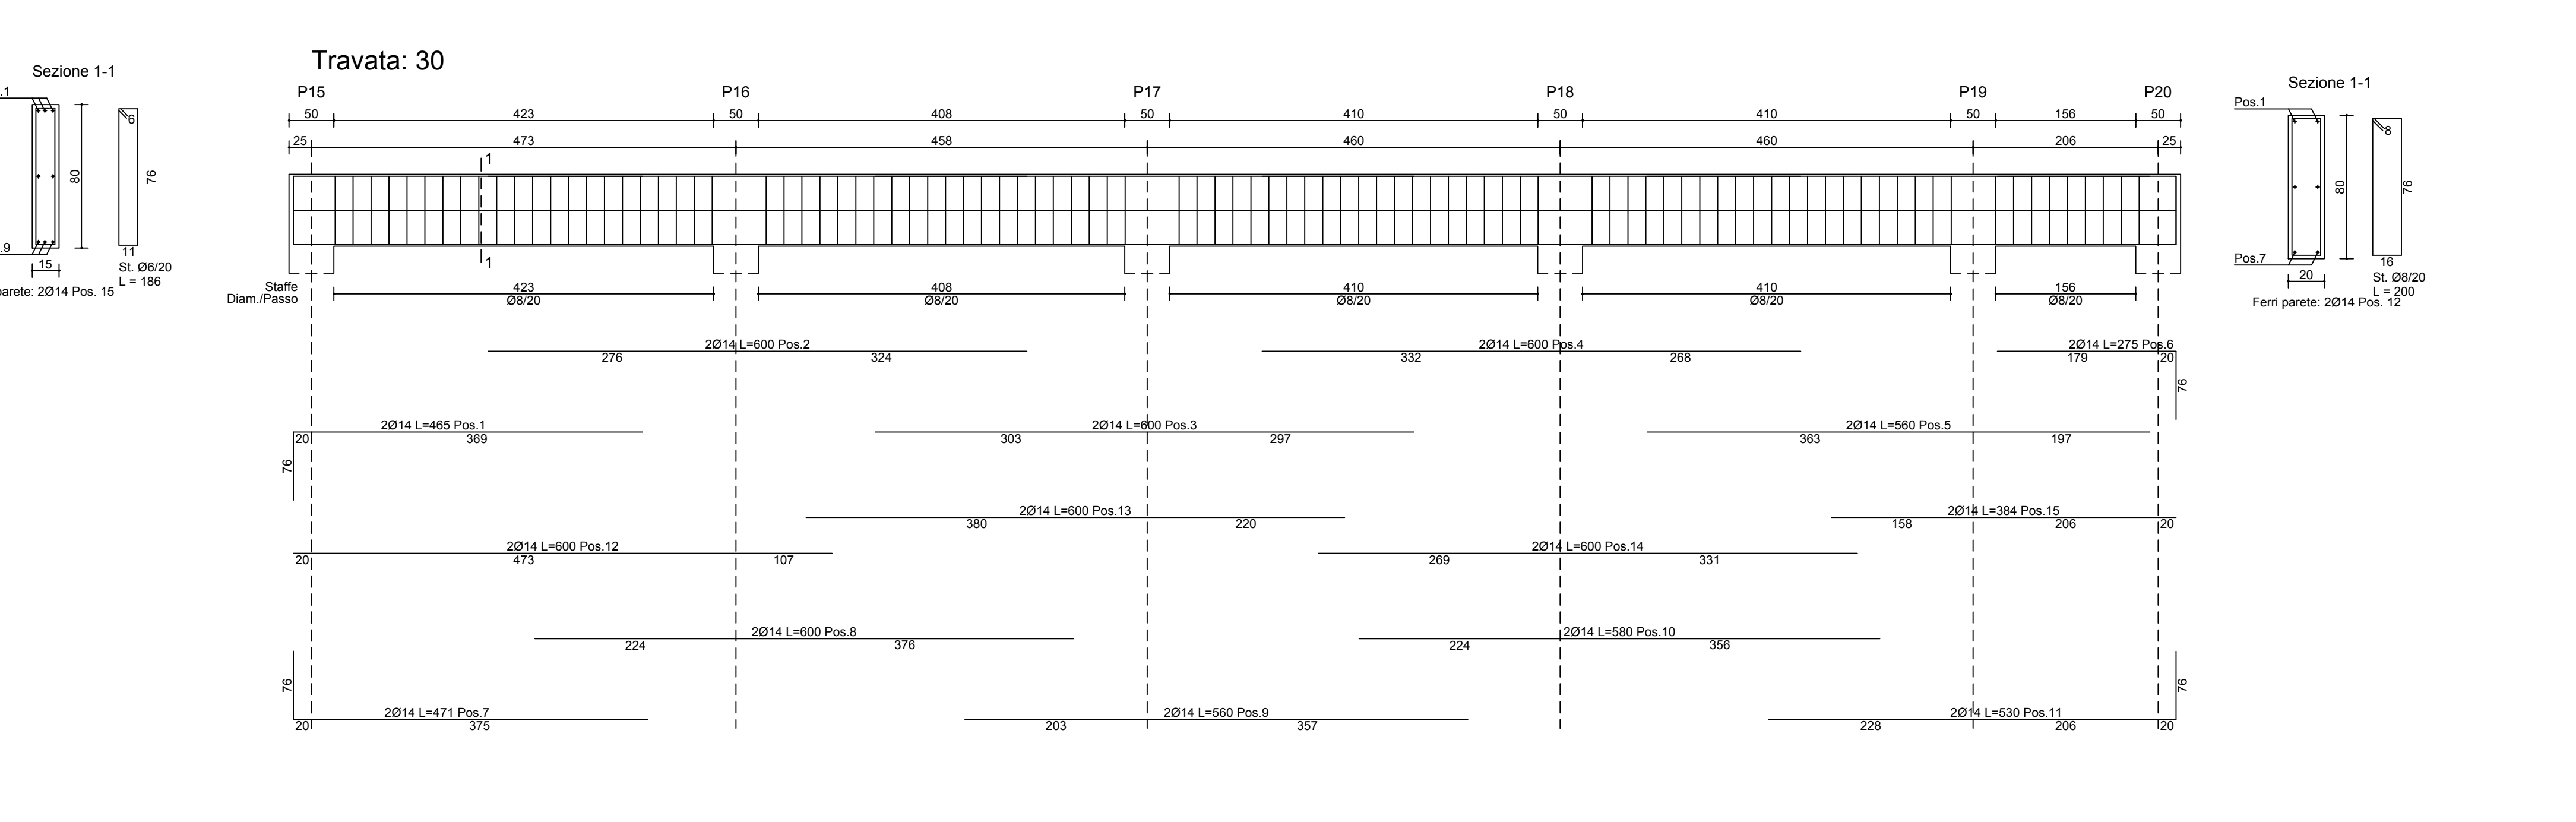 Travata: 30
Sezione 1-1
.1
6
80
76
.9
11
15
St. Ø6/20
L = 186
parete: 2Ø14 Pos. 15
P15 P16 P17 P18 P19 P20
50 423 50 408 50 410 50 410 50 156 50
25 473 458 460 460 206 25
1
1
Staffe
Diam./Passo
423 408 410 410 156
Ø8/20 Ø8/20 Ø8/20 Ø8/20 Ø8/20
2Ø14 L=600 Pos.2 2Ø14 L=600 Pos.4 2Ø14 L=275 Pos.6
276 324 332 268 179 20
76
2Ø14 L=465 Pos.1 2Ø14 L=600 Pos.3 2Ø14 L=560 Pos.5
20 369 303 297 363 197
76
2Ø14 L=600 Pos.13 2Ø14 L=384 Pos.15
380 220 158 206 20
2Ø14 L=600 Pos.12 2Ø14 L=600 Pos.14
20 473 107 269 331
2Ø14 L=600 Pos.8 2Ø14 L=580 Pos.10
224 376 224 356
76 76
2Ø14 L=471 Pos.7 2Ø14 L=560 Pos.9 2Ø14 L=530 Pos.11
20 375 203 357 228 206 20
Sezione 1-1
Pos.1
8
80
76
Pos.7
16
20
St. Ø8/20
L = 200
Ferri parete: 2Ø14 Pos. 12